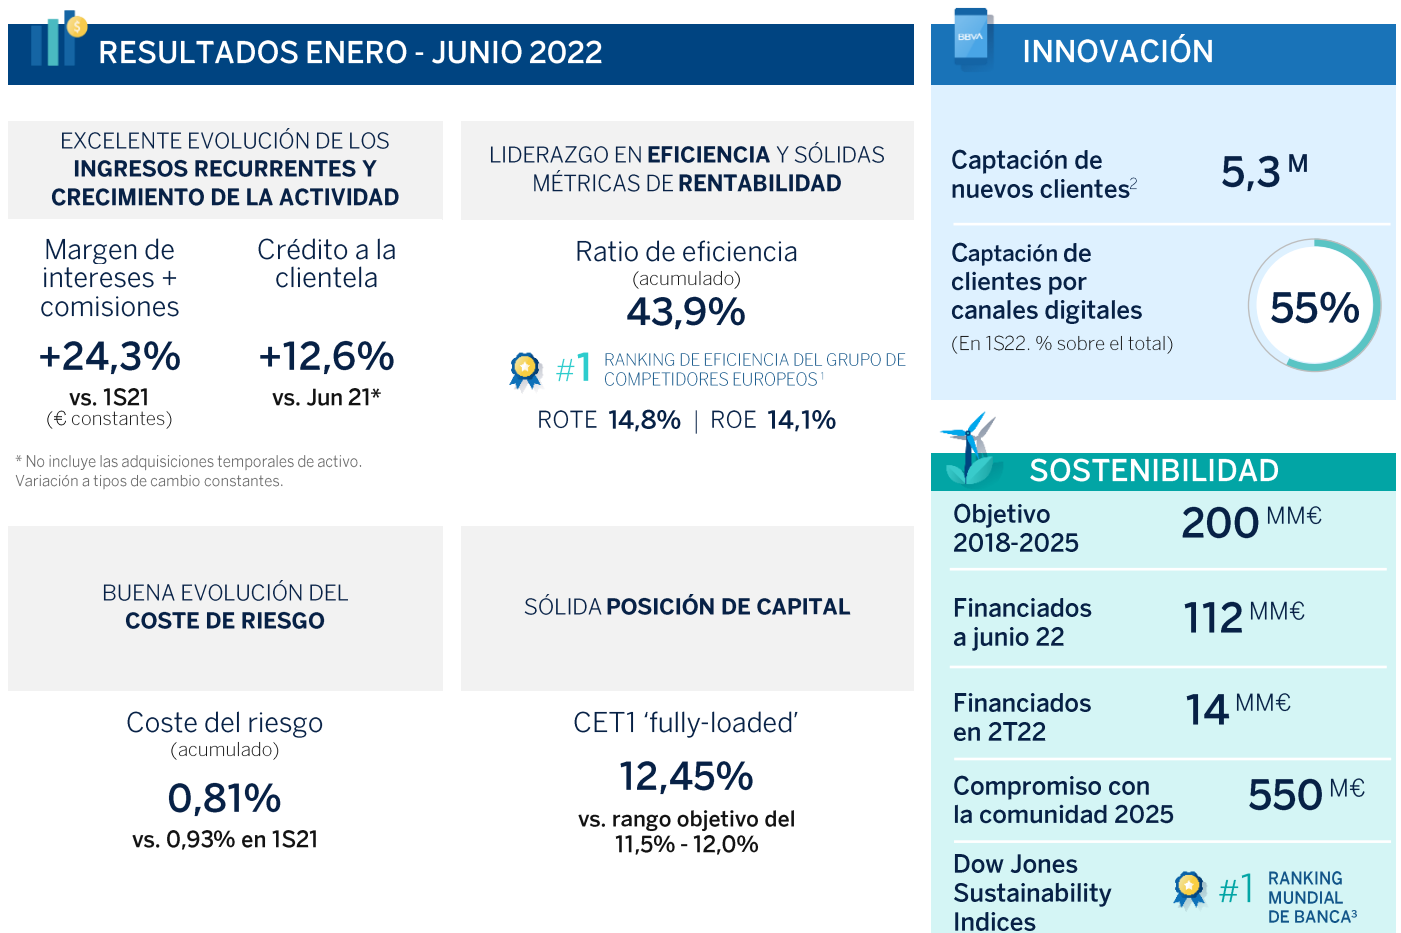 RESULTADOS ENERO - JUNIO 2022
EXCELENTE EVOLUCIÓN DE LOS
INGRESOS RECURRENTES Y
CRECIMIENTO DE LA ACTIVIDAD
Margen de
intereses +
comisiones
+24,3%
vs. 1S21
(€ constantes)
Crédito a la
clientela
+12,6%
vs. Jun 21*
* No incluye las adquisiciones temporales de activo.
Variación a tipos de cambio constantes.
LIDERAZGO EN EFICIENCIA Y SÓLIDAS
MÉTRICAS DE RENTABILIDAD
Ratio de eficiencia
(acumulado)
43,9%
#1
RANKING DE EFICIENCIA DEL GRUPO DE
COMPETIDORES EUROPEOS¹
ROTE 14,8% | ROE 14,1%
BUENA EVOLUCIÓN DEL
COSTE DE RIESGO
Coste del riesgo
(acumulado)
0,81%
vs. 0,93% en 1S21
SÓLIDA POSICIÓN DE CAPITAL
CET1 ‘fully-loaded’
12,45%
vs. rango objetivo del
11,5% - 12,0%
BBVA
INNOVACIÓN
Captación de
nuevos clientes²
5,3 M
Captación de
clientes por
canales digitales
(En 1S22. % sobre el total)
55%
$
SOSTENIBILIDAD
Objetivo
2018-2025
200 MM€
Financiados
a junio 22
112 MM€
Financiados
en 2T22
14 MM€
Compromiso con
la comunidad 2025
550 M€
Dow Jones
Sustainability
Indices
#1
RANKING
MUNDIAL
DE BANCA³